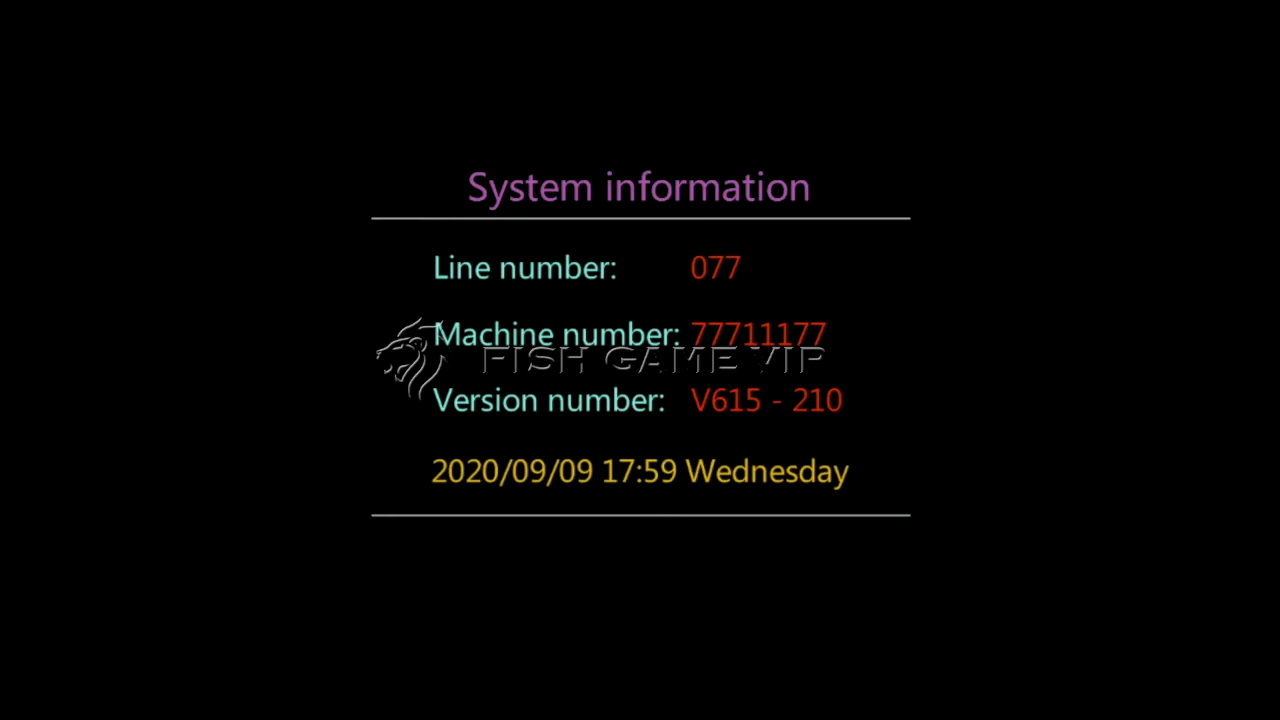 System information
Line number: 077
Machine number: 77711177
FISH GAME VIP
Version number: V615 - 210
2020/09/09 17:59 Wednesday